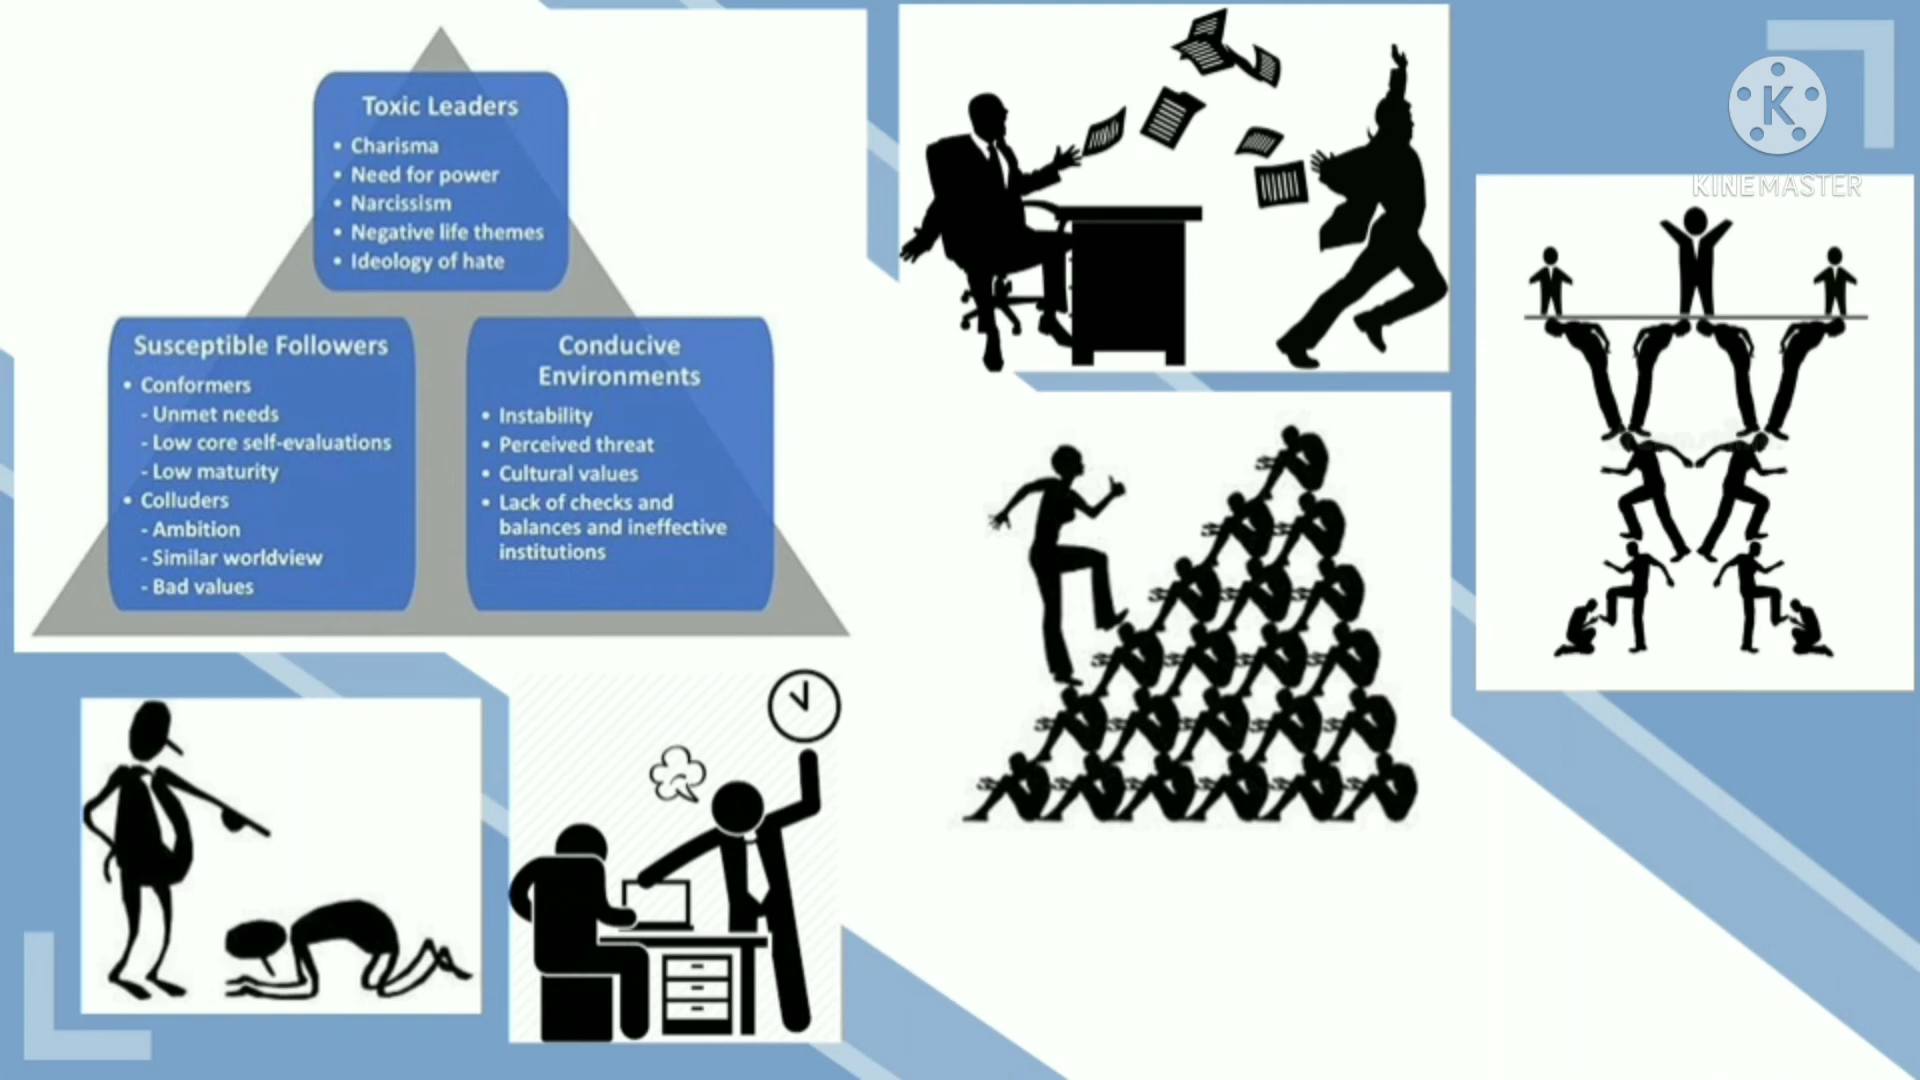 Toxic Leaders
• Charisma
• Need for power
• Narcissism
• Negative life themes
• Ideology of hate
Susceptible Followers
• Conformers
- Unmet needs
- Low core self-evaluations
- Low maturity
• Colluders
- Ambition
- Similar worldview
- Bad values
Conducive
Environments
• Instability
• Perceived threat
• Cultural values
• Lack of checks and
balances and ineffective
institutions
K
KINEMASTER